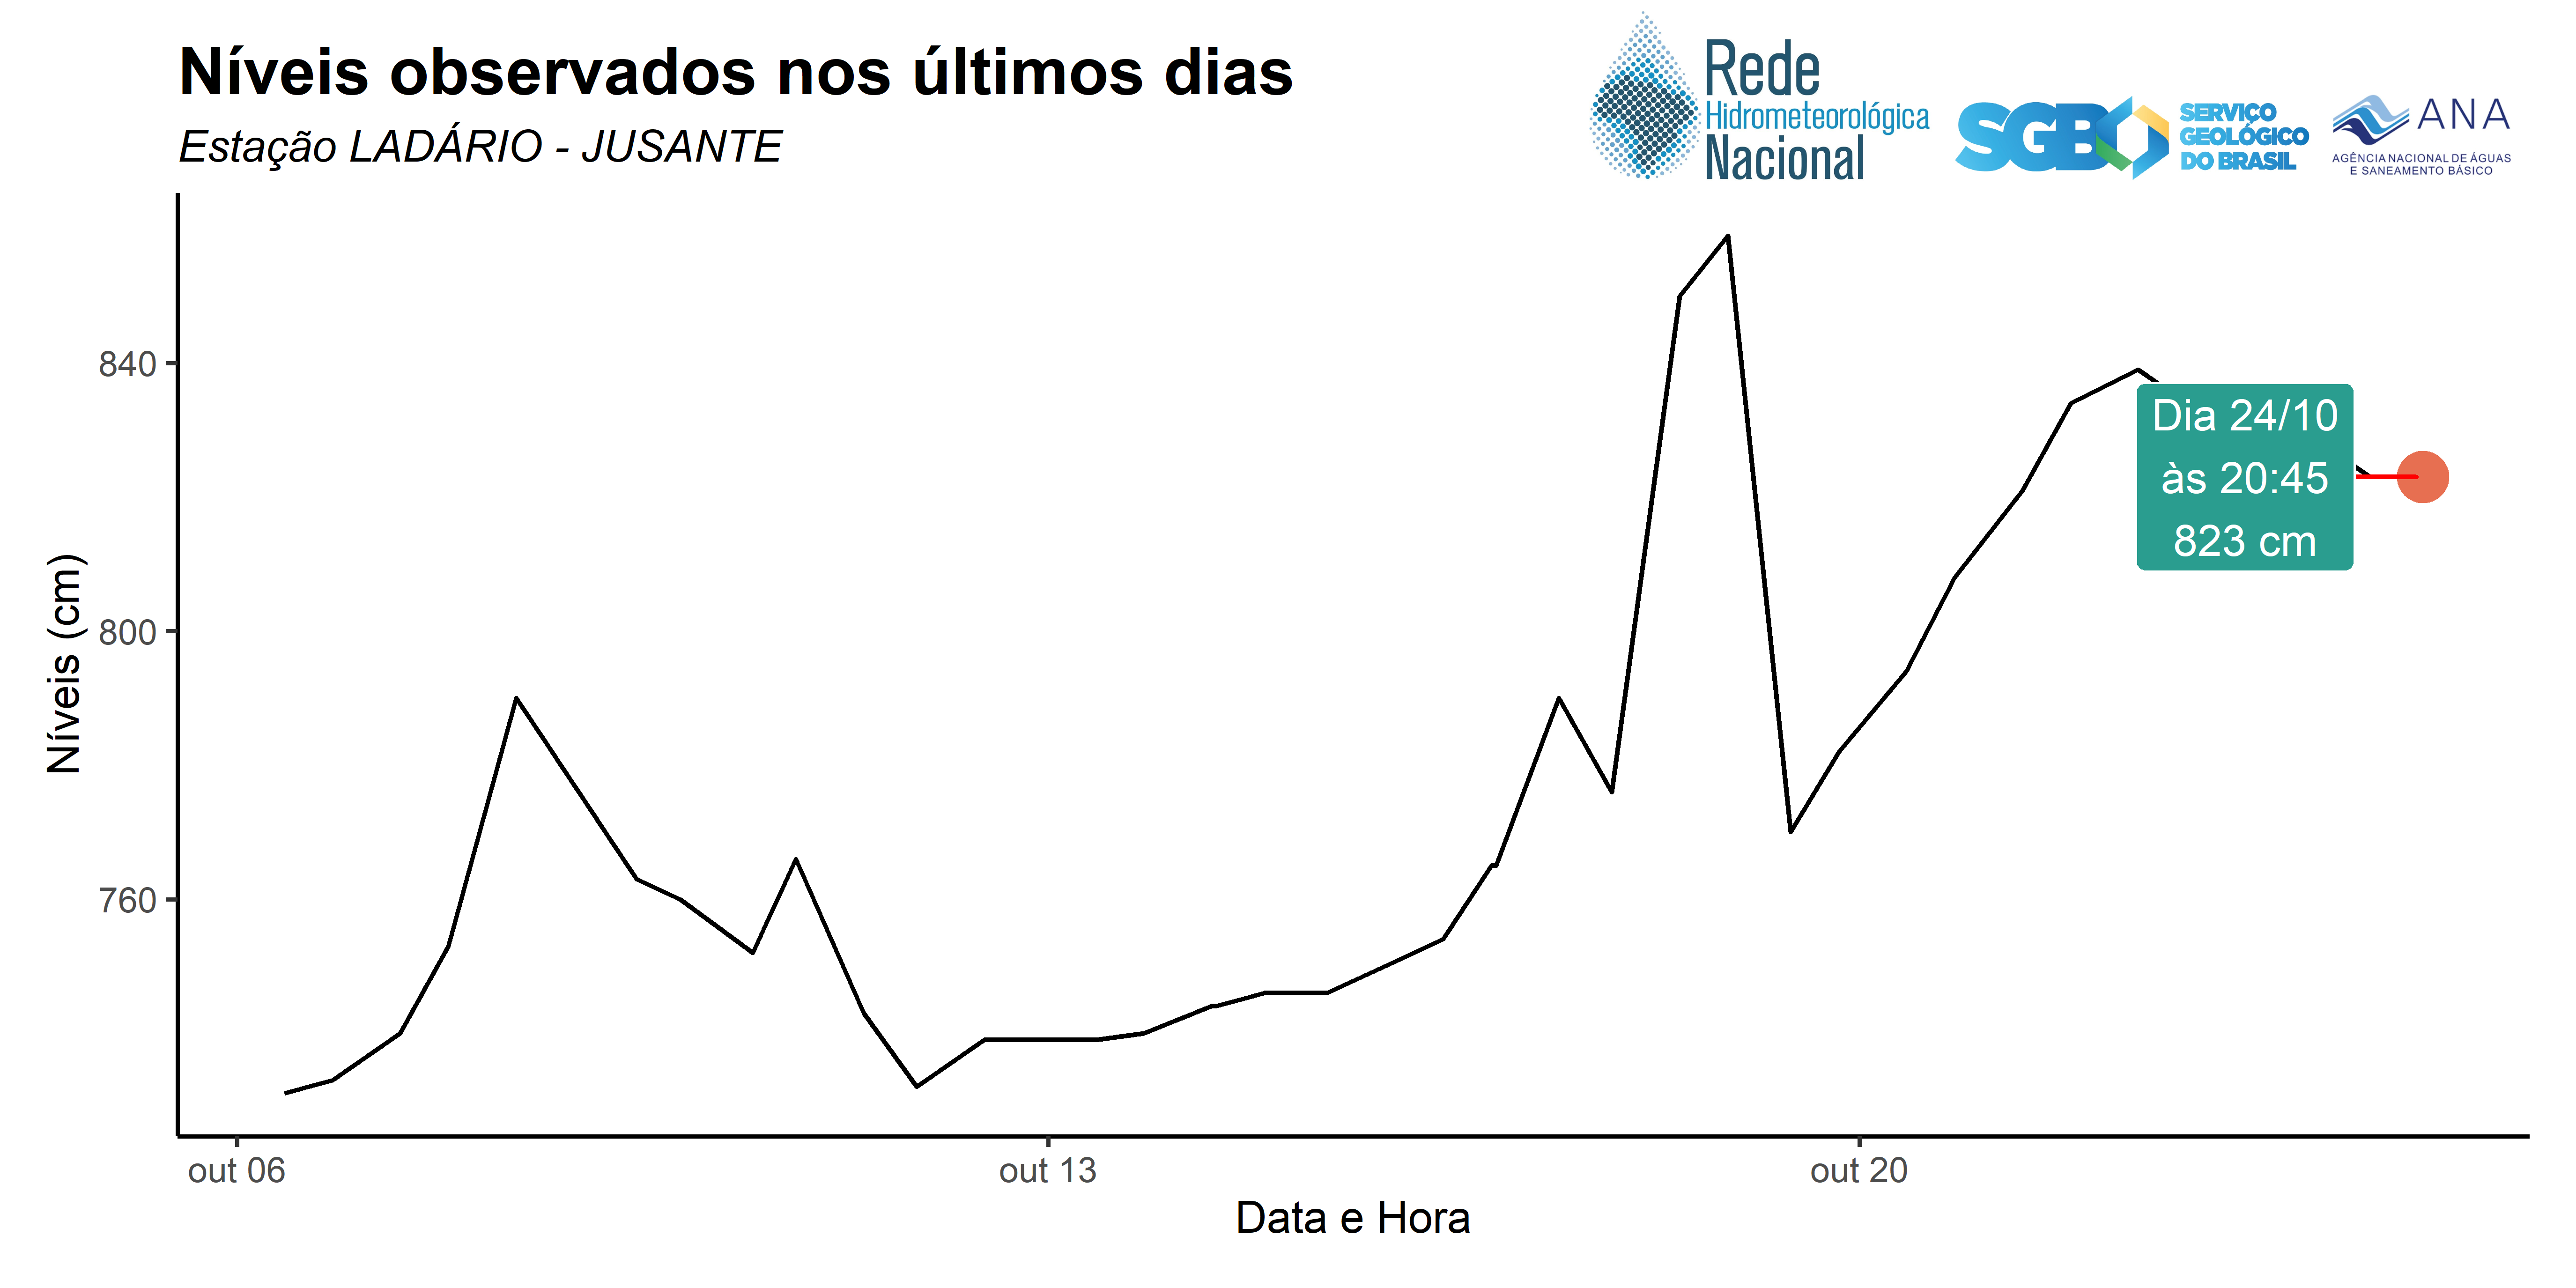 Níveis observados nos últimos dias
Estação LADÁRIO - JUSANTE
Rede
Hidrometeorológica
Nacional
SGB
SERVIÇO
GEOLÓGICO
DO BRASIL
ANA
AGÊNCIA NACIONAL DE ÁGUAS
E SANEAMENTO BÁSICO
840
800
760
Níveis (cm)
Dia 24/10
às 20:45
823 cm
out 06
out 13
out 20
Data e Hora